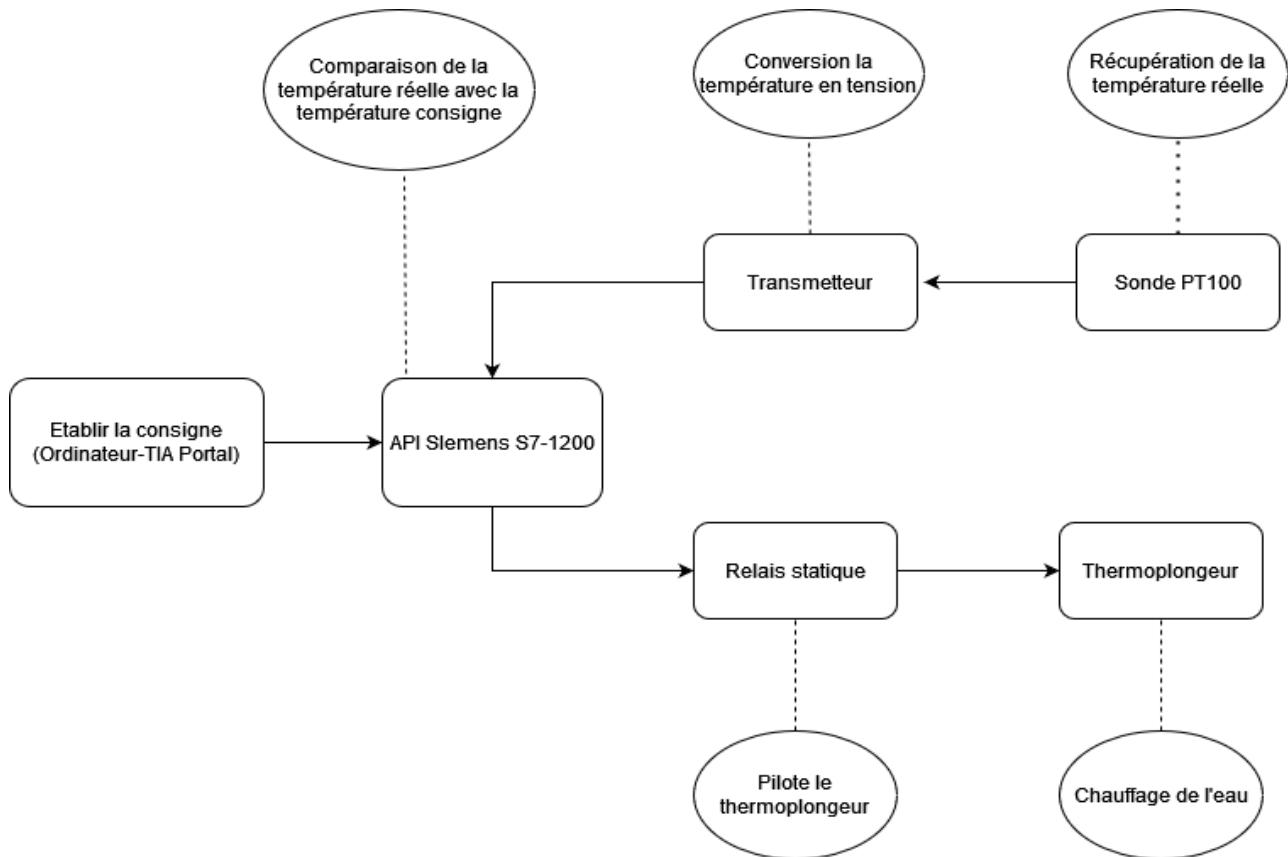 Comparaison de la
température réelle avec la
température consigne
Conversion la
température en tension
Récupération de la
température réelle
Transmetteur
Sonde PT100
Etablir la consigne
(Ordinateur-TIA Portal)
API SIemens S7-1200
Relais statique
Thermoplongeur
Pilote le
thermoplongeur
Chauffage de l'eau